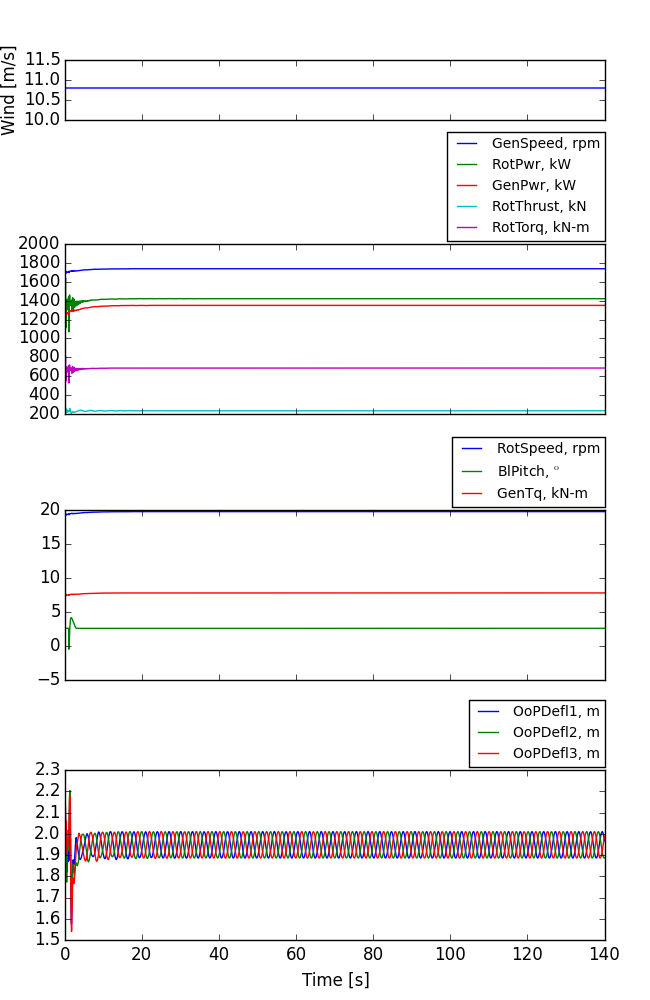 Wind [m/s]
11.5
11.0
10.5
10.0
GenSpeed, rpm
RotPwr, kW
GenPwr, kW
RotThrust, kN
RotTorq, kN-m
2000
1800
1600
1400
1200
1000
800
600
400
200
RotSpeed, rpm
BlPitch, °
GenTq, kN-m
20
15
10
5
0
−5
OoPDefl1, m
OoPDefl2, m
OoPDefl3, m
2.3
2.2
2.1
2.0
1.9
1.8
1.7
1.6
1.5
0 20 40 60 80 100 120 140
Time [s]